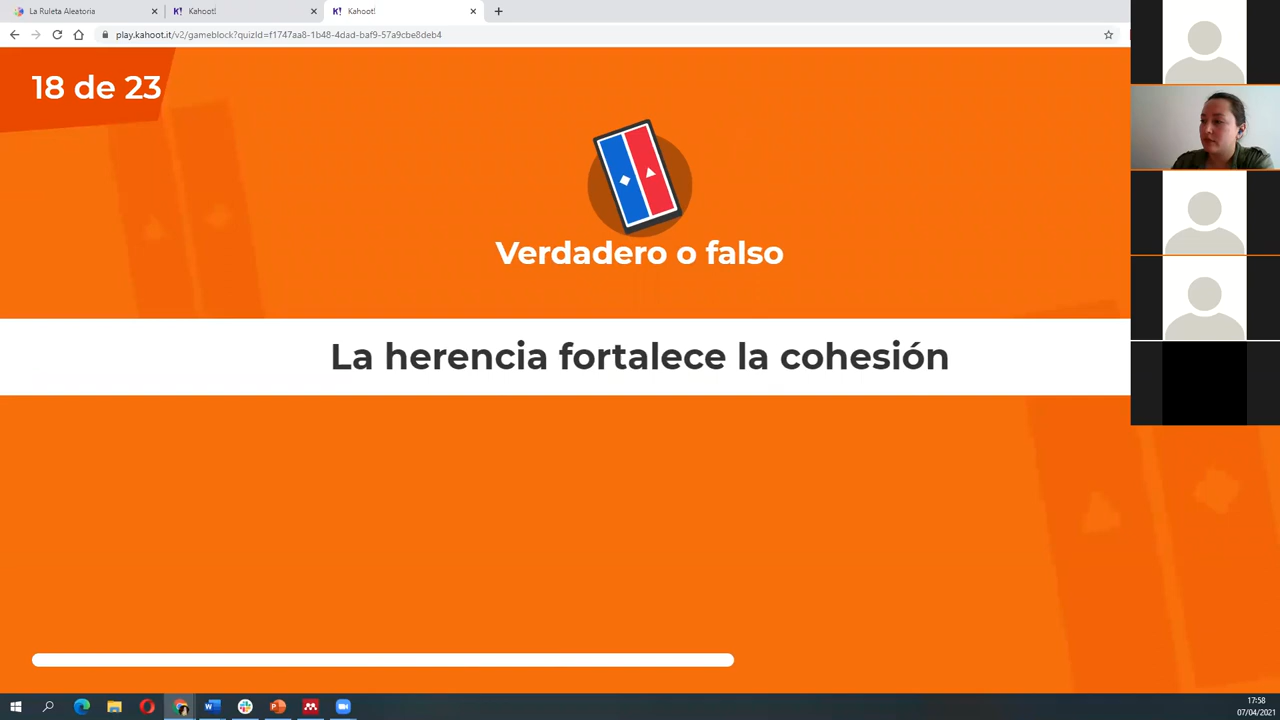 La Ruleta Aleatoria
Kahoot!
Kahoot!
play.kahoot.it/v2/gameblock?quizId=f1747aa8-1b48-4dad-baf9-57a9cbe8deb4
18 de 23
Verdadero o falso
La herencia fortalece la cohesión
17:58
07/04/2021